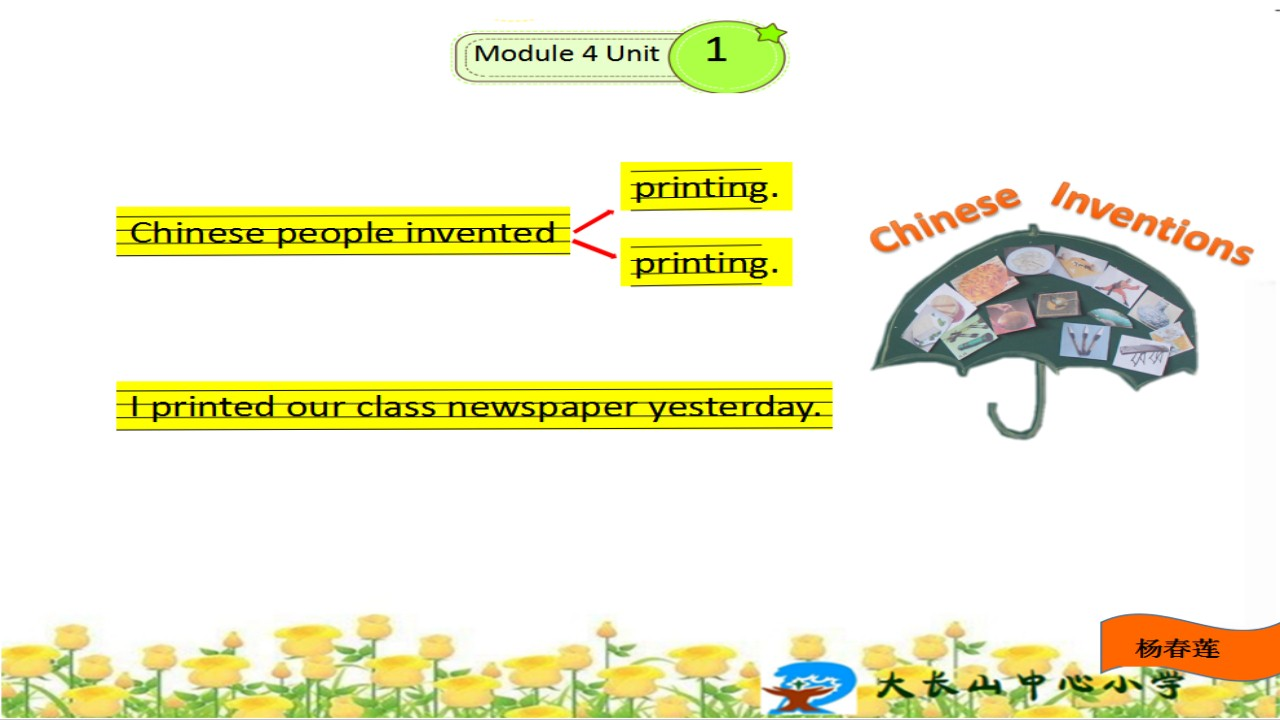 Module 4 Unit 1
printing.
Chinese people invented
printing.
Chinese Inventions
I printed our class newspaper yesterday.
杨春莲
大长山中心小学